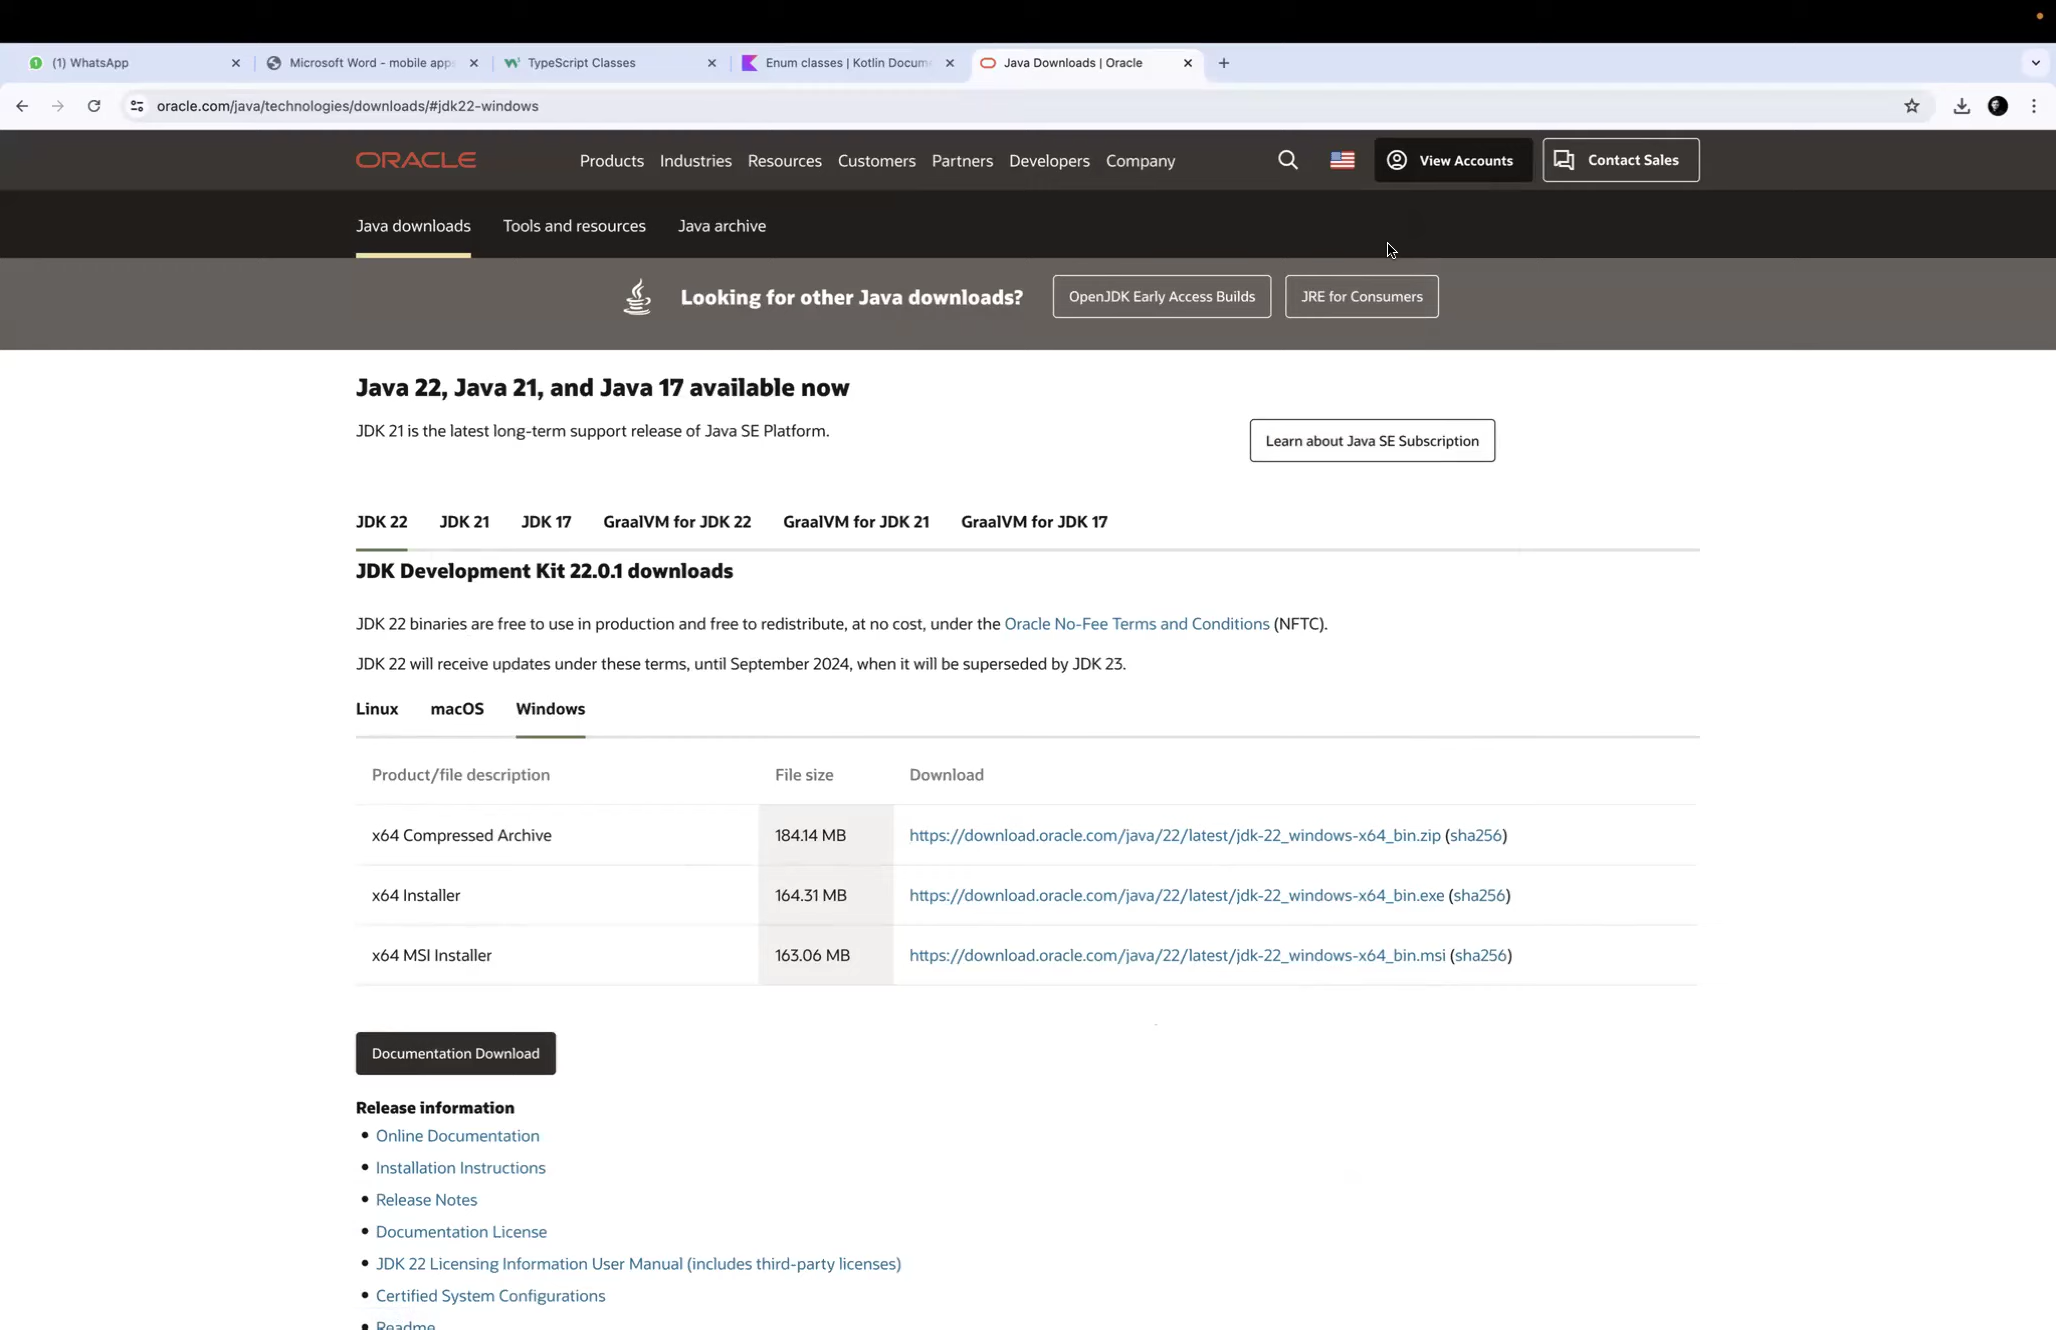 (1) WhatsApp
Microsoft Word - mobile apps
TypeScript Classes
Enum classes | Kotlin Docum
Java Downloads | Oracle
oracle.com/java/technologies/downloads/#jdk22-windows
ORACLE
Products Industries Resources Customers Partners Developers Company
View Accounts
Contact Sales
Java downloads Tools and resources Java archive
Looking for other Java downloads?
OpenJDK Early Access Builds
JRE for Consumers
Java 22, Java 21, and Java 17 available now
JDK 21 is the latest long-term support release of Java SE Platform.
Learn about Java SE Subscription
JDK 22 JDK 21 JDK 17 GraalVM for JDK 22 GraalVM for JDK 21 GraalVM for JDK 17
JDK Development Kit 22.0.1 downloads
JDK 22 binaries are free to use in production and free to redistribute, at no cost, under the Oracle No-Fee Terms and Conditions (NFTC).
JDK 22 will receive updates under these terms, until September 2024, when it will be superseded by JDK 23.
Linux macOS Windows
Product/file description File size Download
x64 Compressed Archive 184.14 MB https://download.oracle.com/java/22/latest/jdk-22_windows-x64_bin.zip (sha256)
x64 Installer 164.31 MB https://download.oracle.com/java/22/latest/jdk-22_windows-x64_bin.exe (sha256)
x64 MSI Installer 163.06 MB https://download.oracle.com/java/22/latest/jdk-22_windows-x64_bin.msi (sha256)
Documentation Download
Release information
Online Documentation
Installation Instructions
Release Notes
Documentation License
JDK 22 Licensing Information User Manual (includes third-party licenses)
Certified System Configurations
Readme